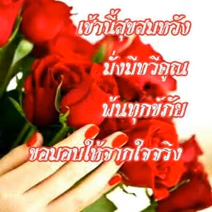 เช้านี้สุขสมหวัง
มั่งมีทวีคูณ
พ้นทุกข์ภัย
ขอมอบให้จากใจจริง